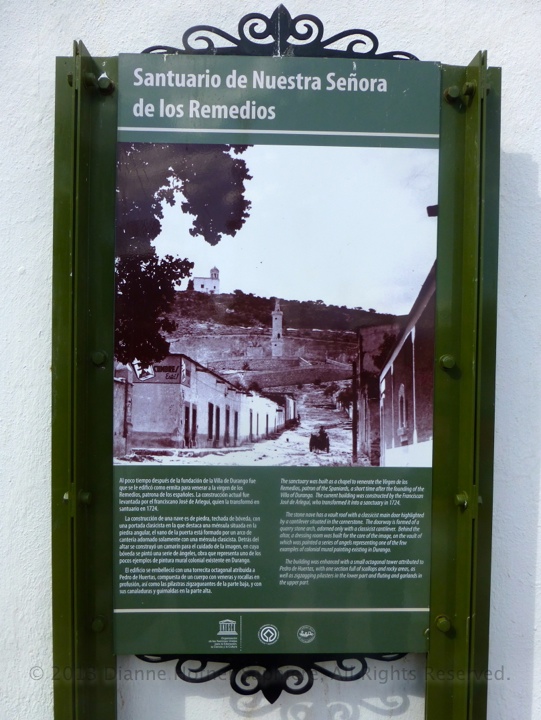 Santuario de Nuestra Señora
de los Remedios
Al poco tiempo después de la fundación de la Villa de Durango fue
que se le edificó como ermita para venerar a la virgen de los
Remedios, patrona de los españoles. La construcción actual fue
levantada por el franciscano José de Arlegui, quien la transformó en
santuario en 1724.
La construcción de una nave es de piedra, techada de bóveda, con
una portada clasicista en la que destaca una ménsula situada en la
piedra angular, el vano de la puerta está formado por un arco de
cantería adornado solamente con una ménsula clasicista. Detrás del
altar se construyó un camarín para el cuidado de la imagen, en cuyo
bóveda se pintó una serie de ángeles, obra que representa uno de los
pocos ejemplos de pintura mural colonial existente en Durango.
El edificio se embelleció con una torrecita octagonal atribuida a
Pedro de Huertas, compuesta de un cuerpo con veneras y rocallas en
profusión, así como las pilastras zigzagueantes de la parte baja, y con
sus canaladuras y guirnaldas en la parte alta.
The sanctuary was built as a chapel to venerate the Virgen de los
Remedios, patron of the Spaniards, a short time after the founding of the
Villa of Durango. The current building was constructed by the Franciscan
José de Arlegui, who transformed it into a sanctuary in 1724.
The stone nave has a vault roof with a classicist main door highlighted
by a cantilever situated in the cornerstone. The doorway is formed of a
quarry stone arch, adorned only with a classicist cantilever. Behind the
altar, a dressing room was built for the care of the image, on the vault of
which was painted a series of angels representing one of the few
examples of colonial mural painting existing in Durango.
The building was enhanced with a small octagonal tower attributed to
Pedro de Huertas, with one section full of scallops and rocky areas, as
well as zigzagging pilasters in the lower part and fluting and garlands in
the upper part.
© 2013 Dianne All Rights Reserved.